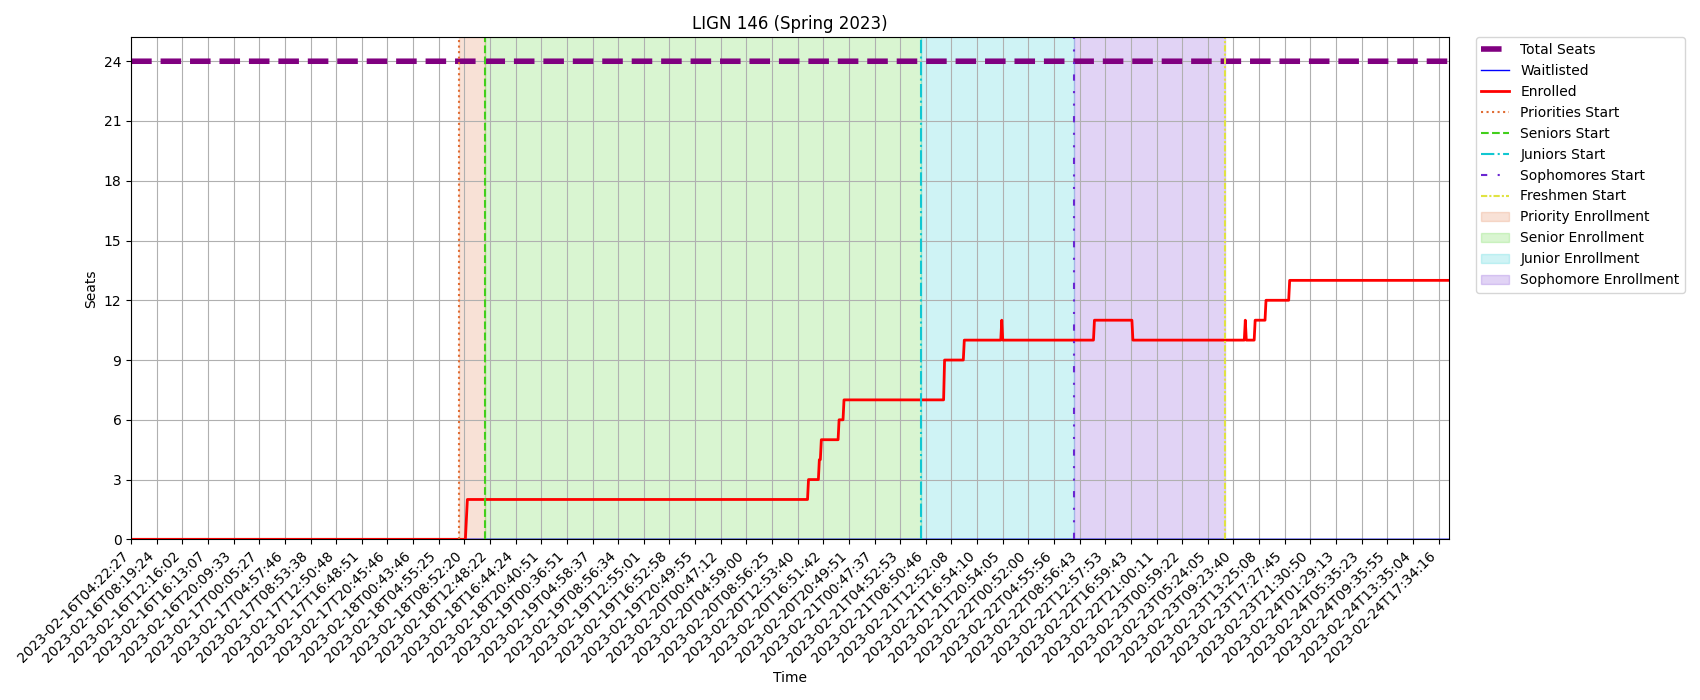 LIGN 146 (Spring 2023)
Seats
24
21
18
15
12
9
6
3
0
2023-02-16T04:22:27
2023-02-16T08:19:24
2023-02-16T12:16:02
2023-02-16T16:13:07
2023-02-16T20:09:33
2023-02-17T00:05:27
2023-02-17T04:57:46
2023-02-17T08:53:38
2023-02-17T12:50:48
2023-02-17T16:48:51
2023-02-17T20:45:46
2023-02-18T00:43:46
2023-02-18T04:55:25
2023-02-18T08:52:20
2023-02-18T12:48:22
2023-02-18T16:44:24
2023-02-18T20:40:51
2023-02-19T00:36:51
2023-02-19T04:58:37
2023-02-19T08:56:34
2023-02-19T12:55:01
2023-02-19T16:52:58
2023-02-19T20:49:55
2023-02-20T00:47:12
2023-02-20T04:59:00
2023-02-20T08:56:25
2023-02-20T12:53:40
2023-02-20T16:51:42
2023-02-20T20:49:51
2023-02-21T00:47:37
2023-02-21T04:52:53
2023-02-21T08:50:46
2023-02-21T12:52:08
2023-02-21T16:54:10
2023-02-21T20:54:05
2023-02-22T00:52:00
2023-02-22T04:55:56
2023-02-22T08:56:43
2023-02-22T12:57:53
2023-02-22T16:59:43
2023-02-22T21:00:11
2023-02-23T00:59:22
2023-02-23T05:24:05
2023-02-23T09:23:40
2023-02-23T13:25:08
2023-02-23T17:27:45
2023-02-23T21:30:50
2023-02-24T01:29:13
2023-02-24T05:35:23
2023-02-24T09:35:55
2023-02-24T13:35:04
2023-02-24T17:34:16
Time
Total Seats
Waitlisted
Enrolled
Priorities Start
Seniors Start
Juniors Start
Sophomores Start
Freshmen Start
Priority Enrollment
Senior Enrollment
Junior Enrollment
Sophomore Enrollment